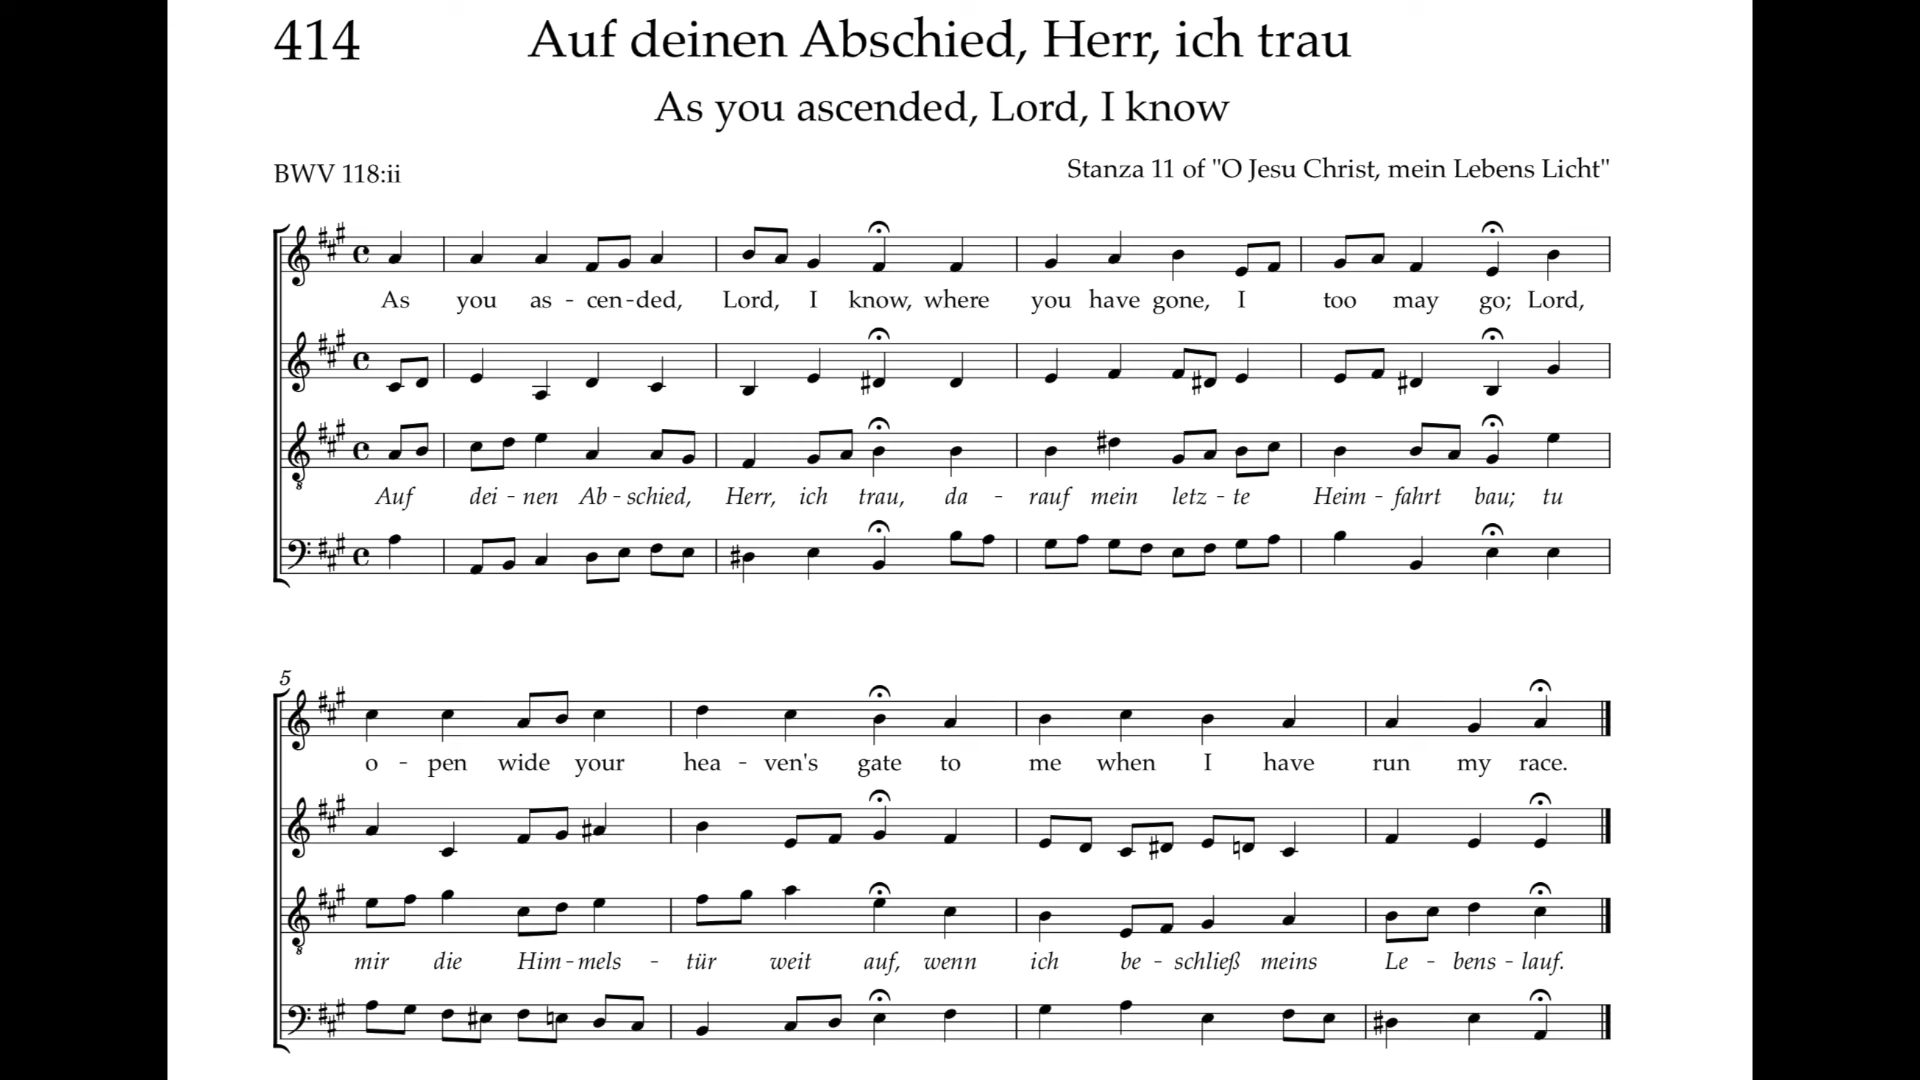 414
Auf deinen Abschied, Herr, ich trau
As you ascended, Lord, I know
BWV 118:ii
Stanza 11 of "O Jesu Christ, mein Lebens Licht"
As you as - cen - ded, Lord, I know, where you have gone, I too may go; Lord,
8
Auf dei - nen Ab - schied, Herr, ich trau, da - rauf mein letz - te Heim - fahrt bau; tu
5
o - pen wide your hea - ven's gate to me when I have run my race.
8
mir die Him - mels - tür weit auf, wenn ich be - schließ meins Le - bens - lauf.